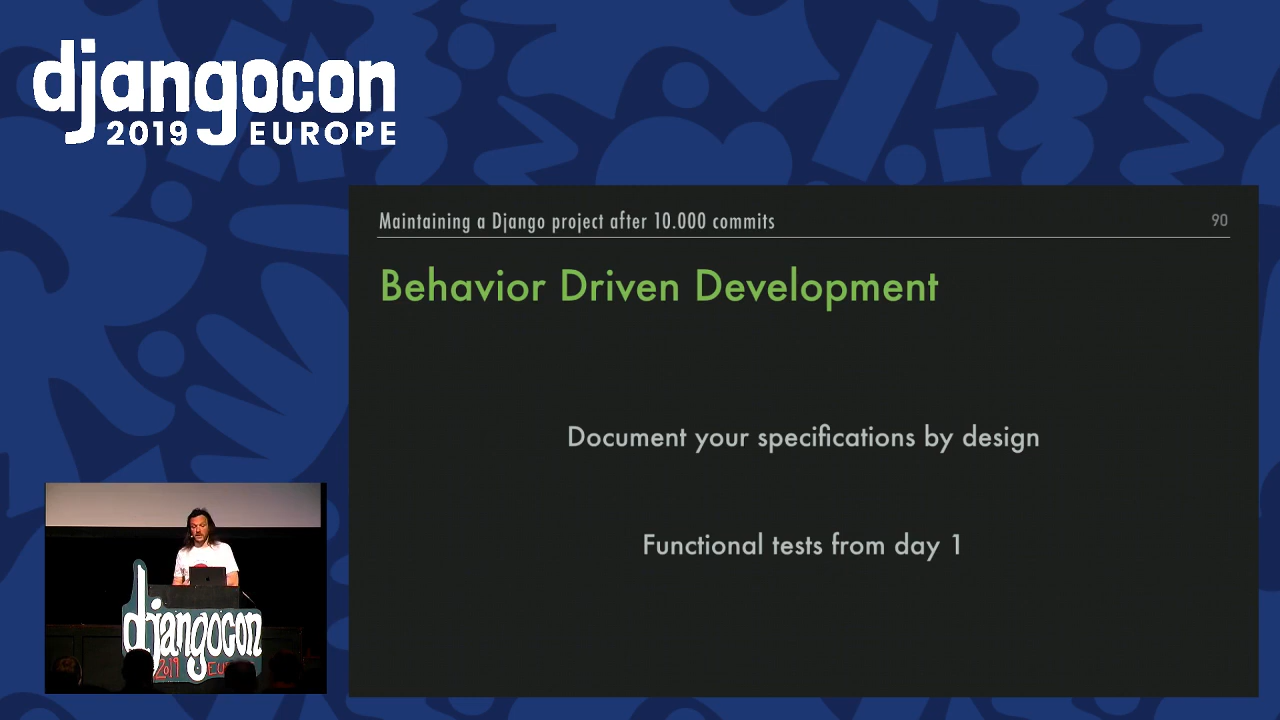 djangocon
2019 EUROPE
Maintaining a Django project after 10.000 commits
90
Behavior Driven Development
Document your specifications by design
Functional tests from day 1
djangocon
2019 EU